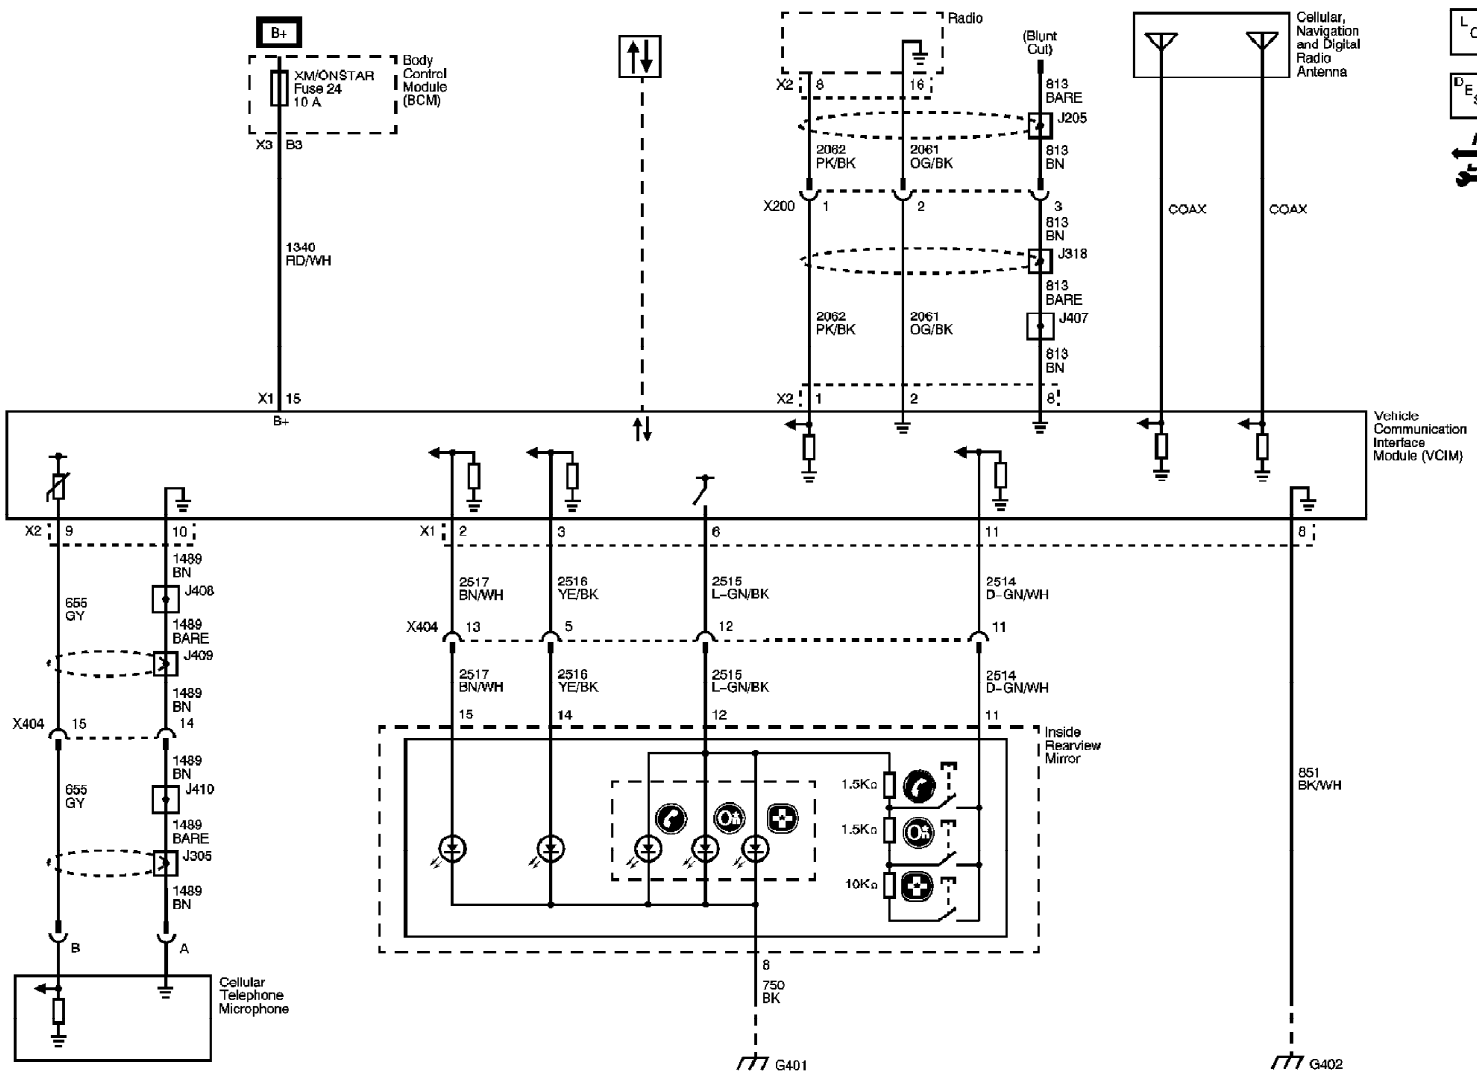 B+
XM/ONSTAR
Fuse 24
10 A
Body
Control
Module
(BCM)
X3 B3
1340
RD/WH
X1 15
B+
Radio
X2 8 16
(Blunt
Cut)
813
BARE
J205
2062
PK/BK
2061
OG/BK
813
BN
X200 1 2 3
813
BN
J318
813
BARE
2062
PK/BK
2061
OG/BK
J407
813
BN
X2 1 2 8
Cellular,
Navigation
and Digital
Radio
Antenna
COAX COAX
L
D
E
Vehicle
Communication
Interface
Module (VCIM)
X2 9 10
1489
BN
J408
655
GY
1489
BARE
J409
1489
BN
X404 15 14
1489
BN
655
GY
J410
1489
BARE
J305
1489
BN
B A
Cellular
Telephone
Microphone
X1 2 3 6 11 8
2517
BN/WH
2516
YE/BK
2515
L-GN/BK
2514
D-GN/WH
X404 13 5 12 11
2517
BN/WH
2516
YE/BK
2515
L-GN/BK
2514
D-GN/WH
15 14 12 11
Inside
Rearview
Mirror
1.5KΩ
1.5KΩ
10KΩ
8
750
BK
G401
851
BK/WH
G402